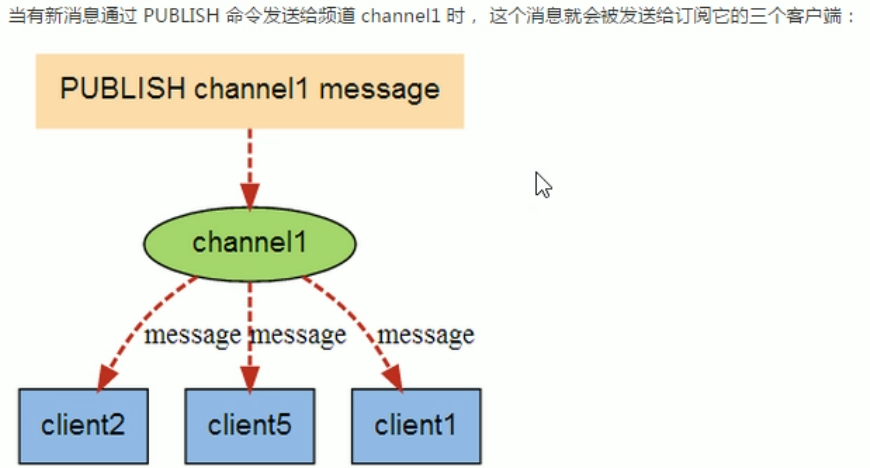 当有新消息通过 PUBLISH 命令发送给频道 channel1 时， 这个消息就会被发送给订阅它的三个客户端：
PUBLISH channel1 message
channel1
message message message
client2 client5 client1